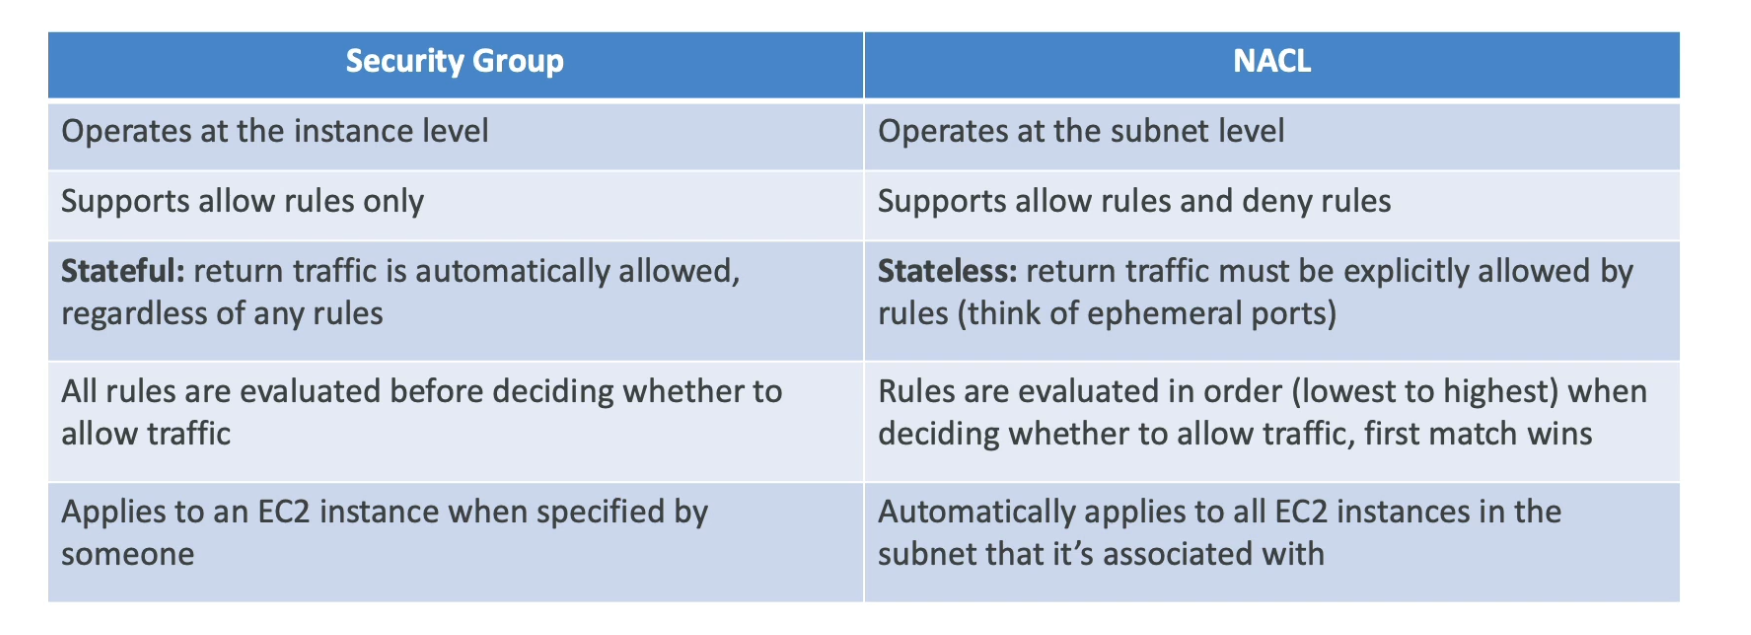 Security Group
NACL
Operates at the instance level
Operates at the subnet level
Supports allow rules only
Supports allow rules and deny rules
Stateful: return traffic is automatically allowed,
regardless of any rules
Stateless: return traffic must be explicitly allowed by
rules (think of ephemeral ports)
All rules are evaluated before deciding whether to
allow traffic
Rules are evaluated in order (lowest to highest) when
deciding whether to allow traffic, first match wins
Applies to an EC2 instance when specified by
someone
Automatically applies to all EC2 instances in the
subnet that it’s associated with